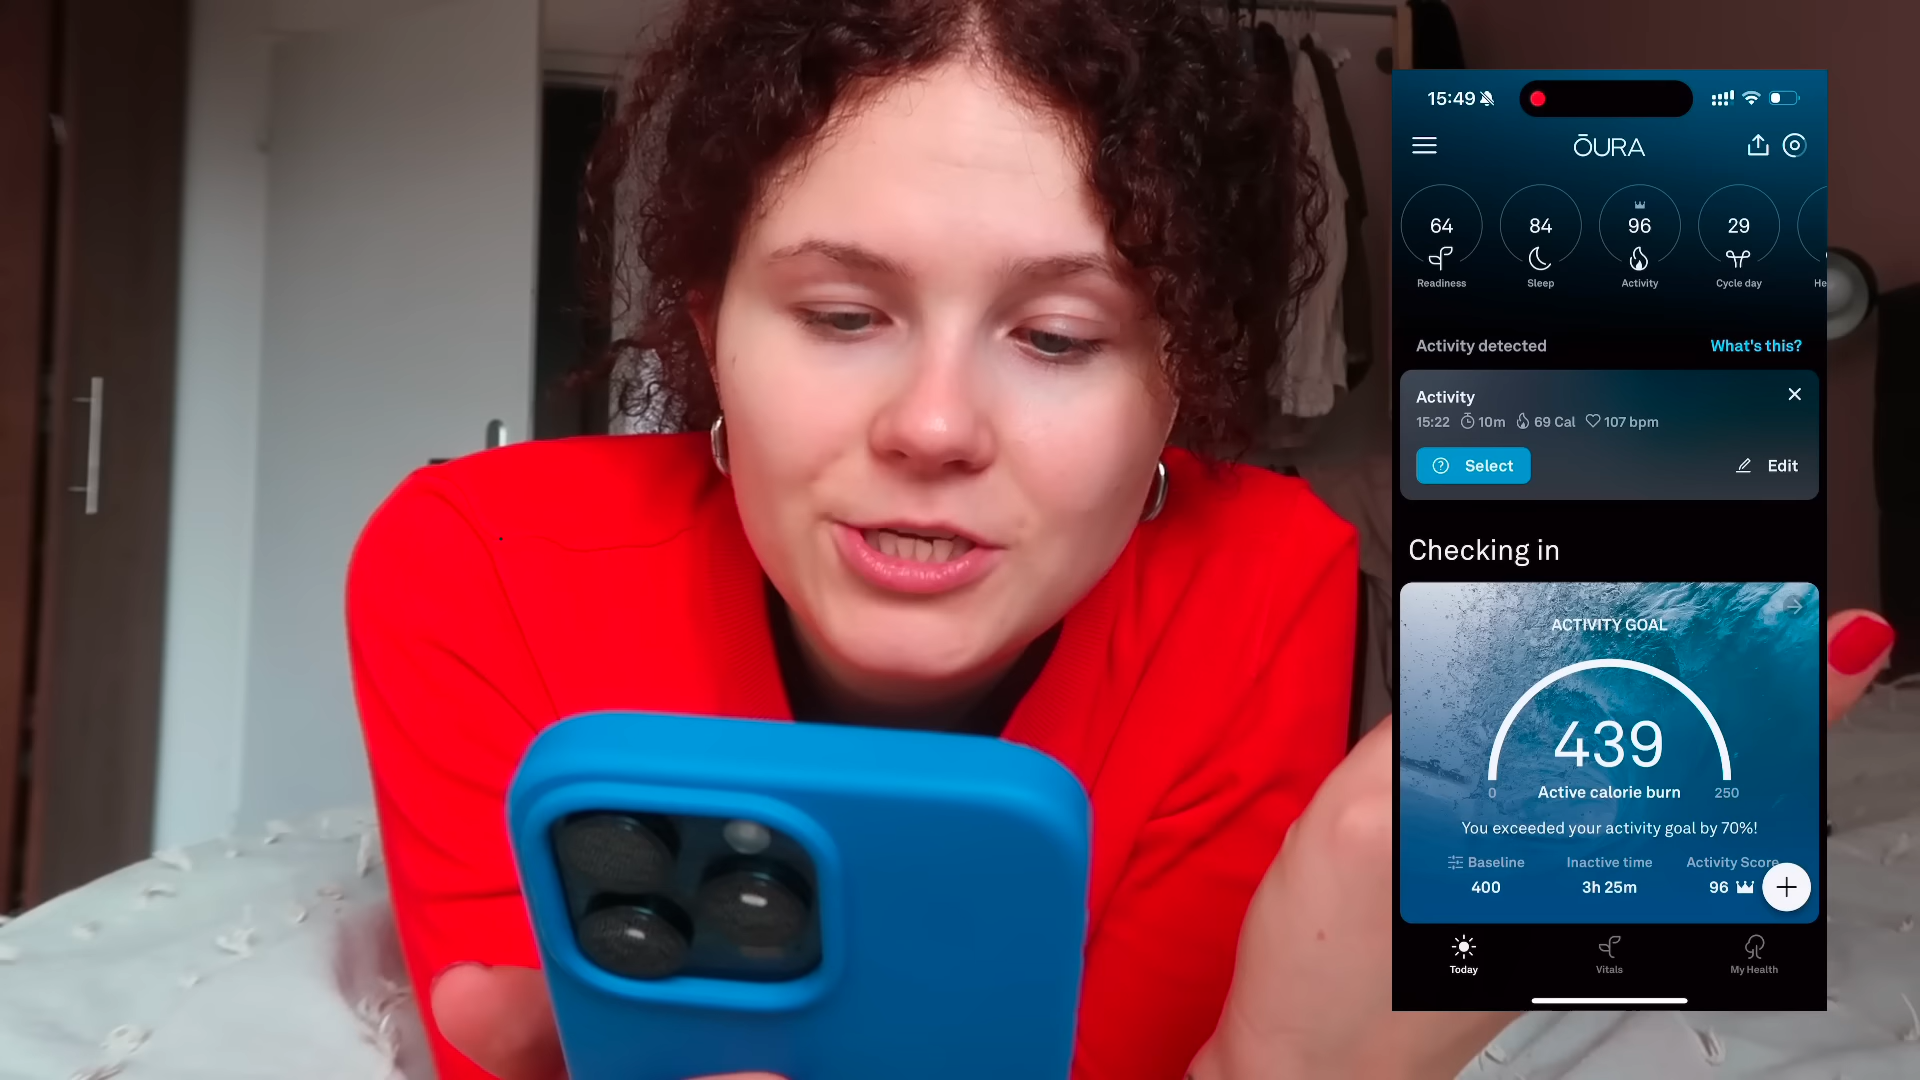 15:49
ŌURA
64 84 96 29
Readiness Sleep Activity Cycle day He
Activity detected What's this?
Activity
15:22 10m 69 Cal 107 bpm
Select Edit
Checking in
ACTIVITY GOAL
439
0 Active calorie burn 250
You exceeded your activity goal by 70%!
Baseline Inactive time Activity Score
400 3h 25m 96
Today Vitals My Health